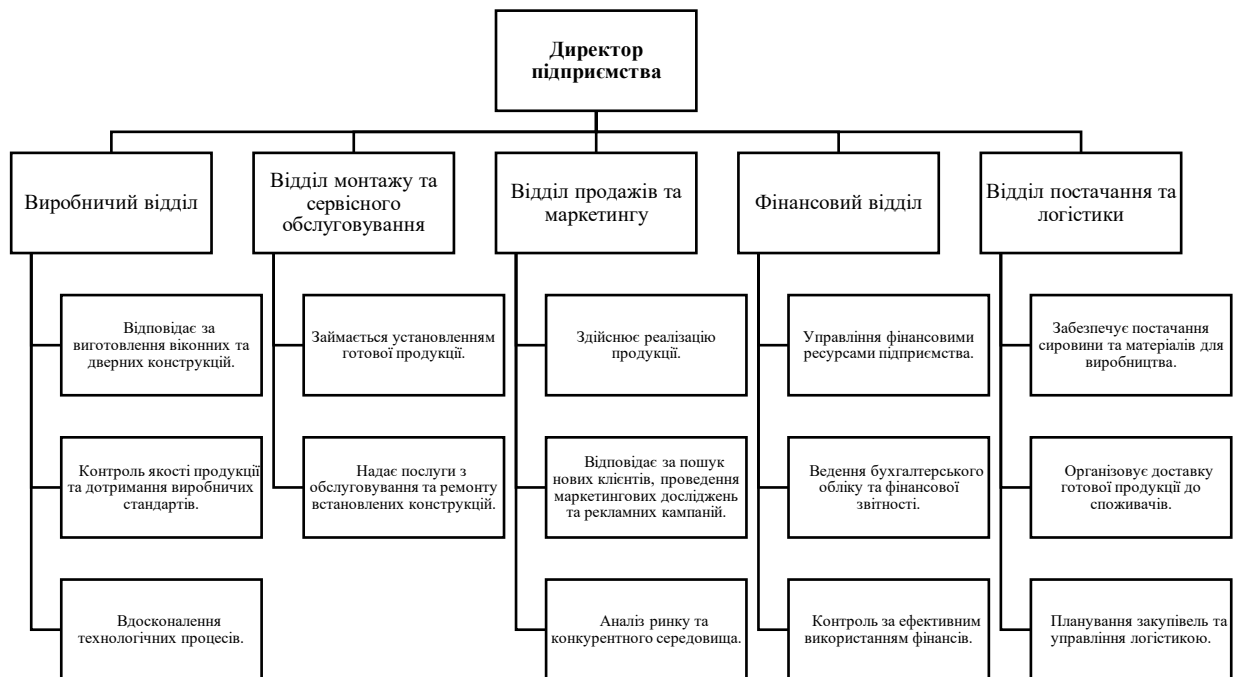 Директор
підприємства
Виробничий відділ
Відділ монтажу та
сервісного
обслуговування
Відділ продажів та
маркетингу
Фінансовий відділ
Відділ постачання та
логістики
Відповідає за
виготовлення віконних та
дверних конструкцій.
Займається установленням
готової продукції.
Здійснює реалізацію
продукції.
Управління фінансовими
ресурсами підприємства.
Забезпечує постачання
сировини та матеріалів для
виробництва.
Контроль якості продукції
та дотримання виробничих
стандартів.
Надає послуги з
обслуговування та ремонту
встановлених конструкцій.
Відповідає за пошук
нових клієнтів, проведення
маркетингових досліджень
та рекламних кампаній.
Ведення бухгалтерського
обліку та фінансової
звітності.
Організовує доставку
готової продукції до
споживачів.
Вдосконалення
технологічних процесів.
Аналіз ринку та
конкурентного середовища.
Контроль за ефективним
використанням фінансів.
Планування закупівель та
управління логістикою.